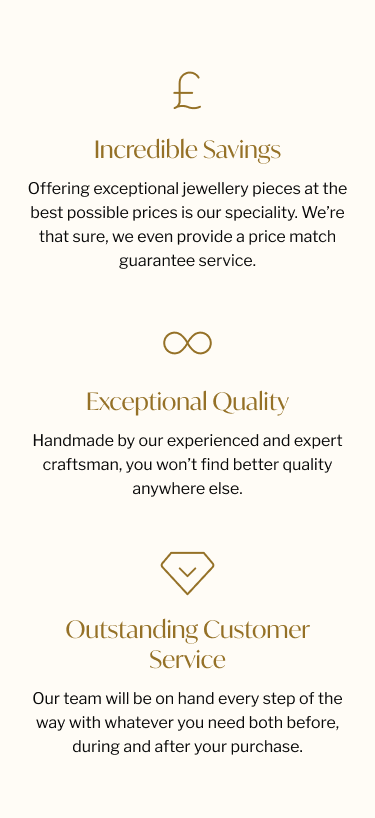 £
Incredible Savings
Offering exceptional jewellery pieces at the
best possible prices is our speciality. We’re
that sure, we even provide a price match
guarantee service.
Exceptional Quality
Handmade by our experienced and expert
craftsman, you won’t find better quality
anywhere else.
Outstanding Customer
Service
Our team will be on hand every step of the
way with whatever you need both before,
during and after your purchase.